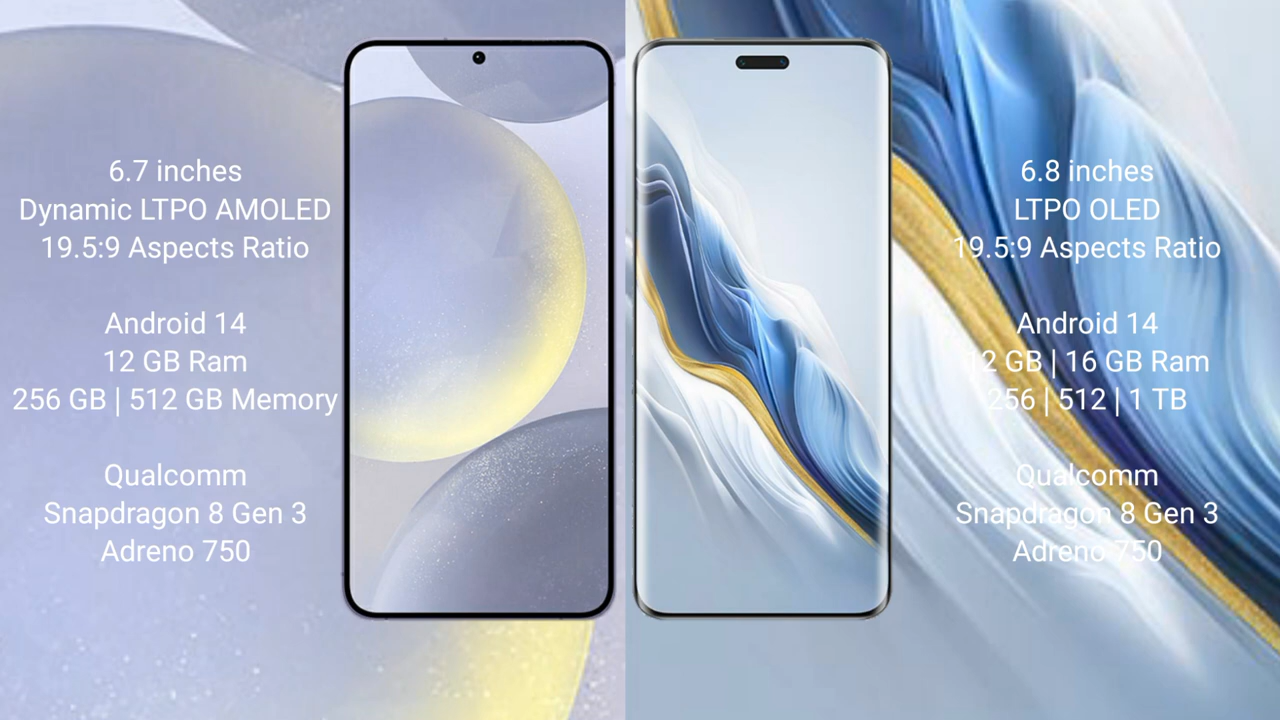 6.7 inches
Dynamic LTPO AMOLED
19.5:9 Aspects Ratio
Android 14
12 GB Ram
256 GB | 512 GB Memory
Qualcomm
Snapdragon 8 Gen 3
Adreno 750
6.8 inches
LTPO OLED
19.5:9 Aspects Ratio
Android 14
12 GB | 16 GB Ram
256 | 512 | 1 TB
Qualcomm
Snapdragon 8 Gen 3
Adreno 750